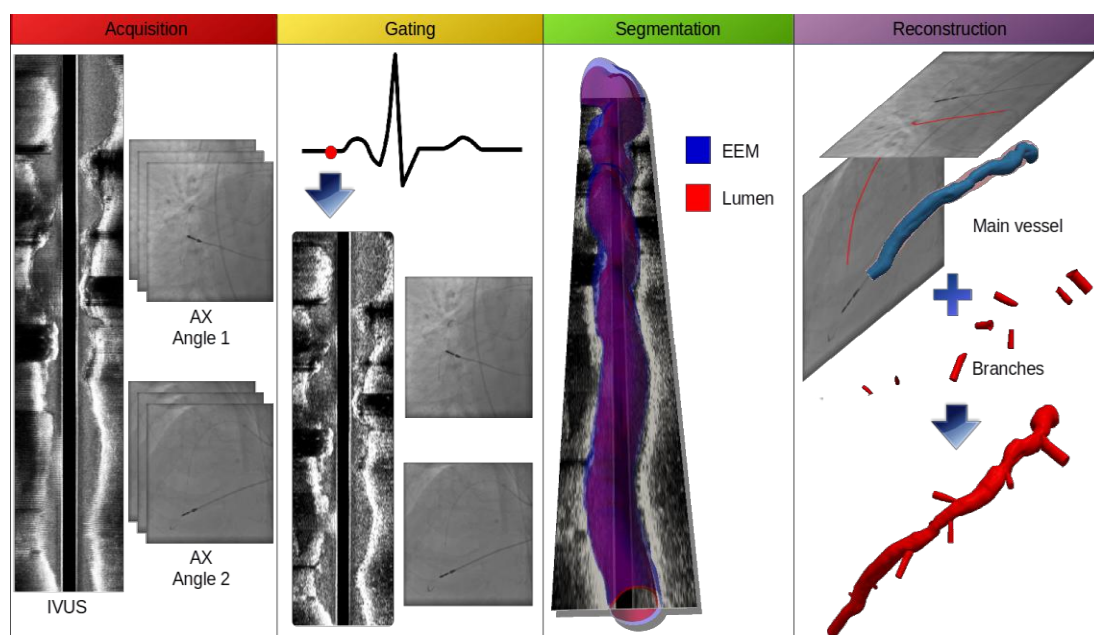 Acquisition
Gating
Segmentation
Reconstruction
AX
Angle 1
AX
Angle 2
IVUS
EEM
Lumen
Main vessel
Branches